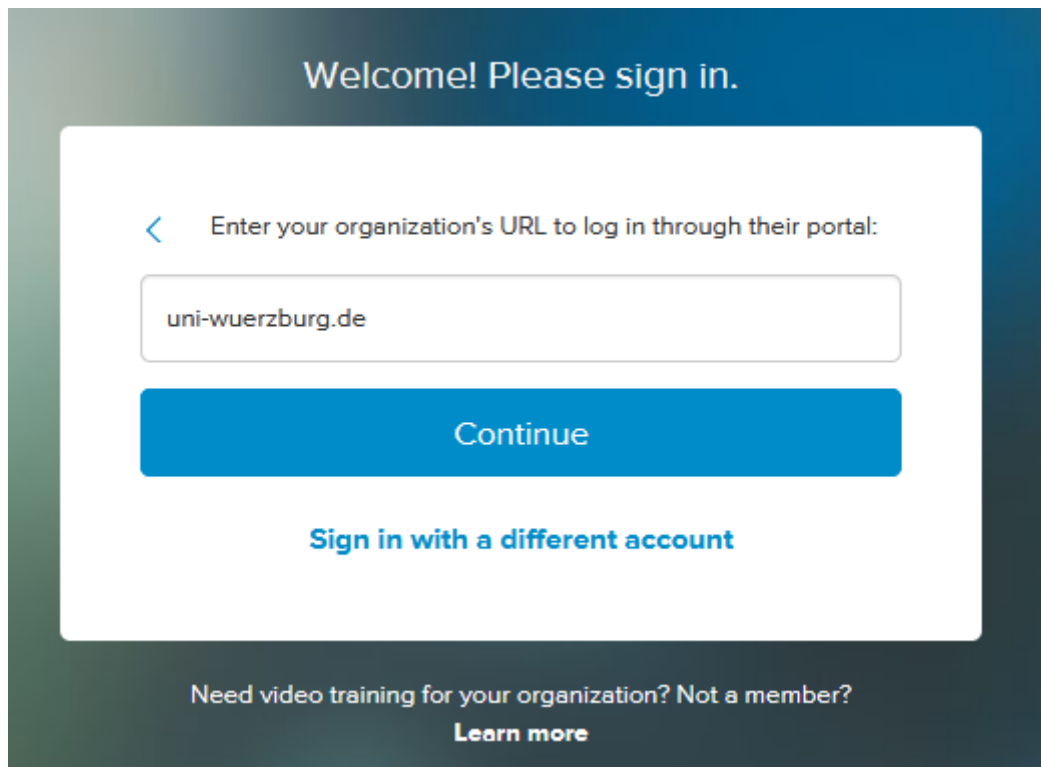 Welcome! Please sign in.
Enter your organization's URL to log in through their portal:
uni-wuerzburg.de
Continue
Sign in with a different account
Need video training for your organization? Not a member?
Learn more